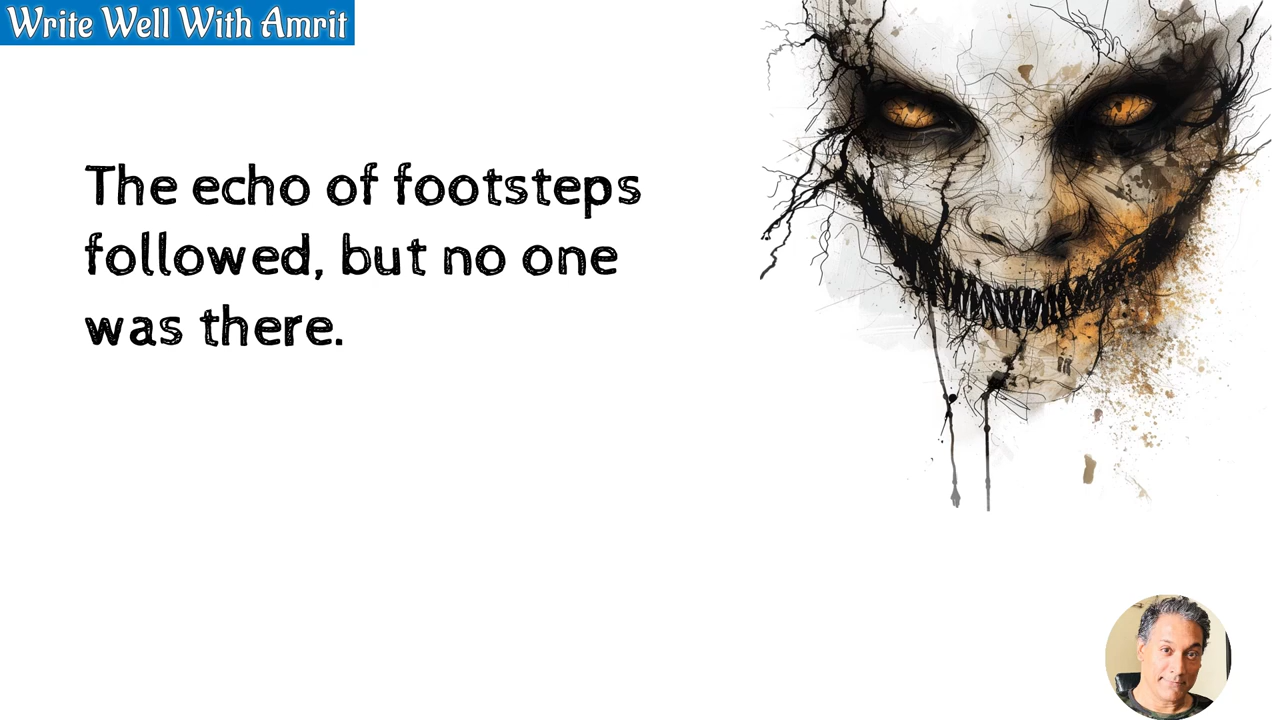 Write Well With Amrit
The echo of footsteps
followed, but no one
was there.